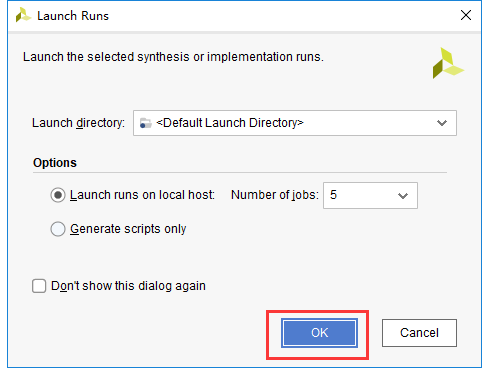 Launch Runs
Launch the selected synthesis or implementation runs.
Launch directory: <Default Launch Directory>
Options
Launch runs on local host: Number of jobs: 5
Generate scripts only
Don't show this dialog again
OK Cancel